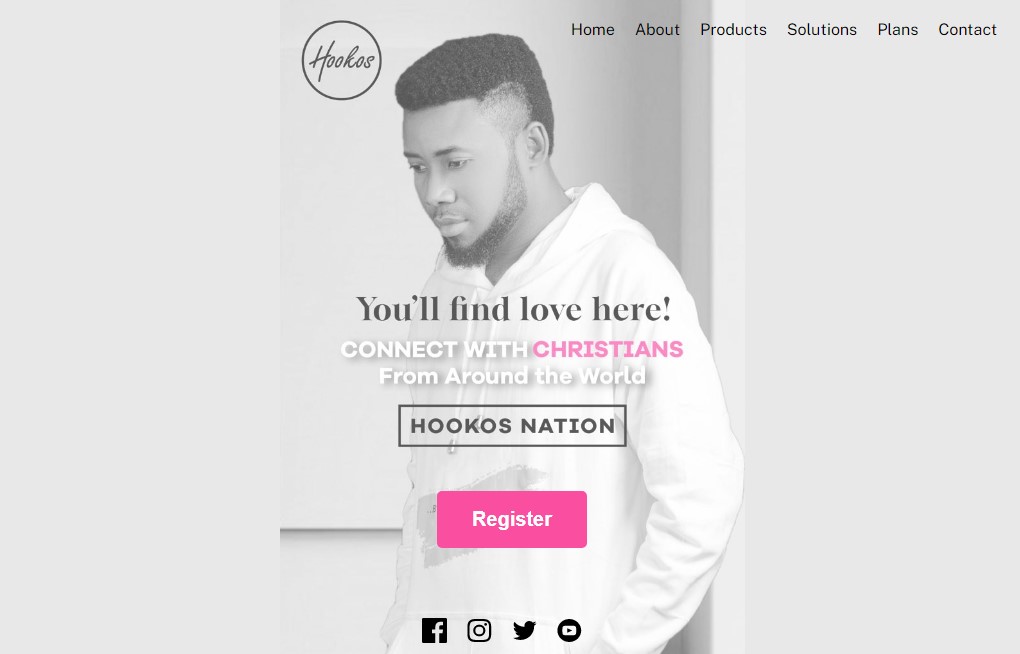 Hookos
Home About Products Solutions Plans Contact
You'll find love here!
CONNECT WITH CHRISTIANS
From Around the World
HOOKOS NATION
Register